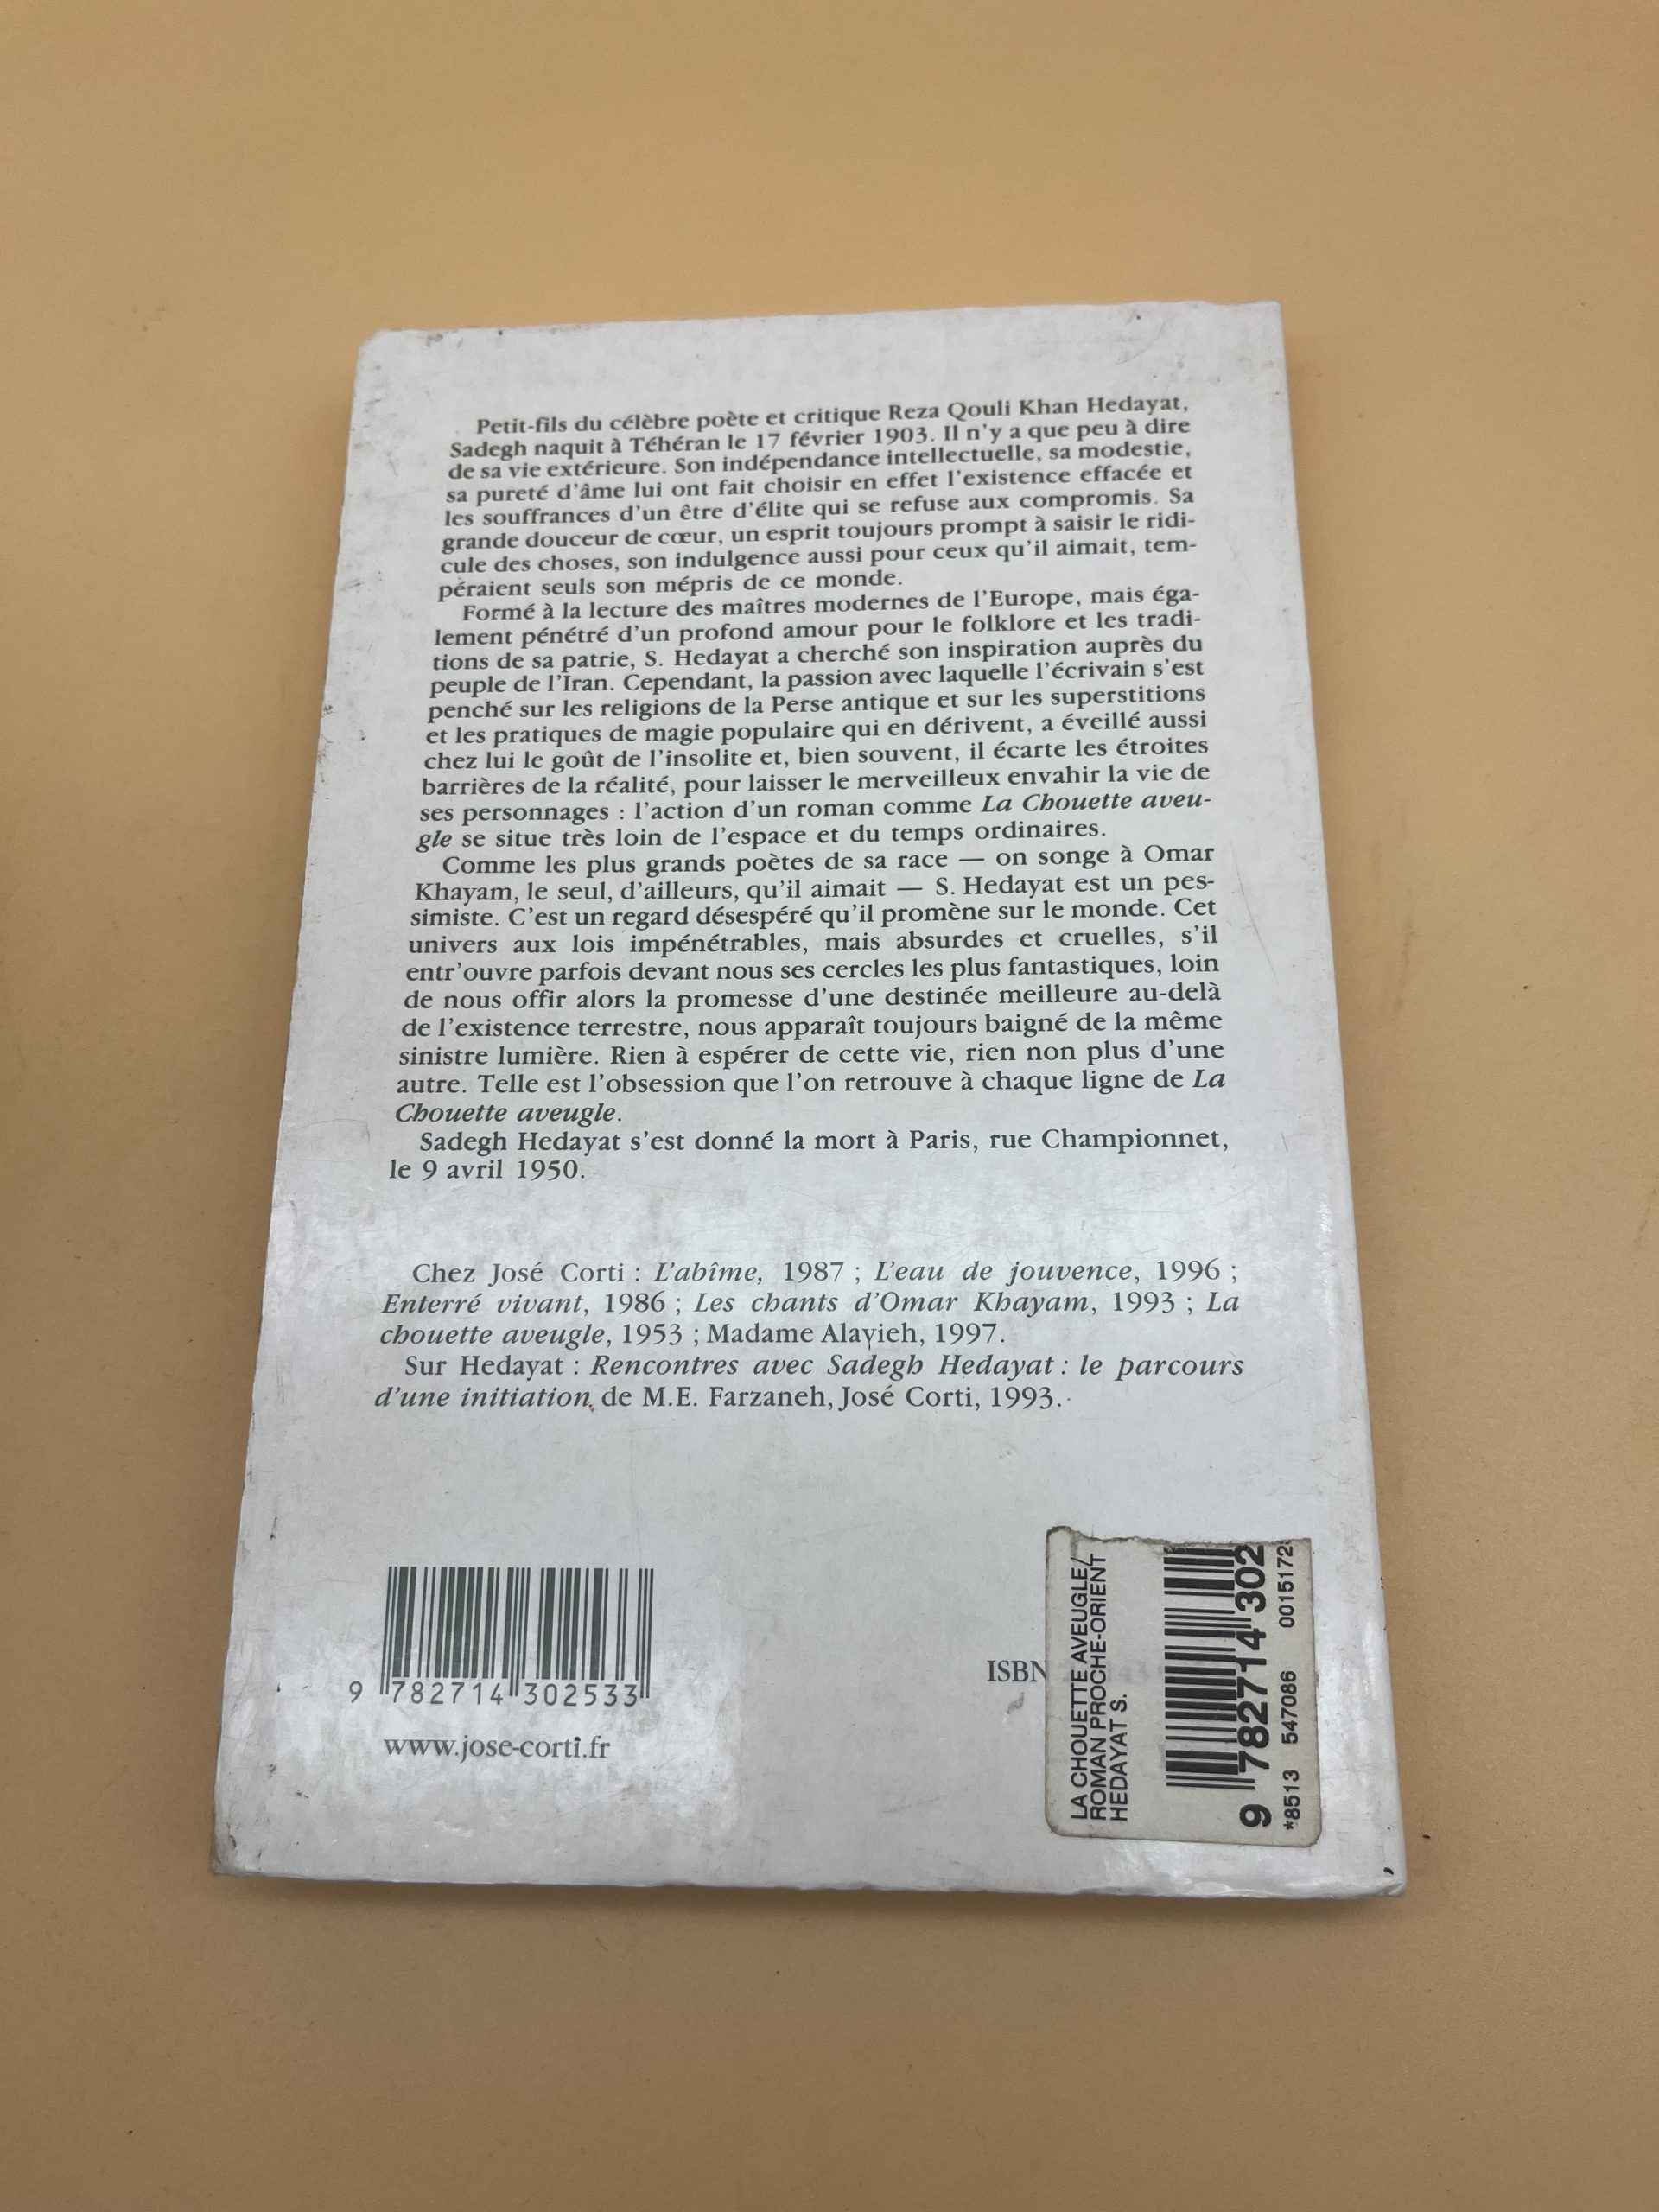 Petit-fils du célèbre poète et critique Reza Qouli Khan Hedayat,
Sadegh naquit à Téhéran le 17 février 1903. Il n'y a que peu à dire
de sa vie extérieure. Son indépendance intellectuelle, sa modestie,
sa pureté d'âme lui ont fait choisir en effet l'existence effacée et
les souffrances d'un être d'élite qui se refuse aux compromis. Sa
grande douceur de cœur, un esprit toujours prompt à saisir le ridi-
cule des choses, son indulgence aussi pour ceux qu'il aimait, tem-
péraient seuls son mépris de ce monde.
Formé à la lecture des maîtres modernes de l'Europe, mais éga-
lement pénétré d'un profond amour pour le folklore et les tradi-
tions de sa patrie, S. Hedayat a cherché son inspiration auprès du
peuple de l'Iran. Cependant, la passion avec laquelle l'écrivain s'est
penché sur les religions de la Perse antique et sur les superstitions
et les pratiques de magie populaire qui en dérivent, a éveillé aussi
chez lui le goût de l'insolite et, bien souvent, il écarte les étroites
barrières de la réalité, pour laisser le merveilleux envahir la vie de
ses personnages : l'action d'un roman comme La Chouette aveu-
gle se situe très loin de l'espace et du temps ordinaires.
Comme les plus grands poètes de sa race — on songe à Omar
Khayam, le seul, d'ailleurs, qu'il aimait — S. Hedayat est un pes-
simiste. C'est un regard désespéré qu'il promène sur le monde. Cet
univers aux lois impénétrables, mais absurdes et cruelles, s'il
entr'ouvre parfois devant nous ses cercles les plus fantastiques, loin
de nous offir alors la promesse d'une destinée meilleure au-delà
de l'existence terrestre, nous apparaît toujours baigné de la même
sinistre lumière. Rien à espérer de cette vie, rien non plus d'une
autre. Telle est l'obsession que l'on retrouve à chaque ligne de La
Chouette aveugle.
Sadegh Hedayat s'est donné la mort à Paris, rue Championnet,
le 9 avril 1950.
Chez José Corti : L'abîme, 1987 ; L'eau de jouvence, 1996 ;
Enterré vivant, 1986 ; Les chants d'Omar Khayam, 1993 ; La
chouette aveugle, 1953 ; Madame Alayieh, 1997.
Sur Hedayat : Rencontres avec Sadegh Hedayat : le parcours
d'une initiation, de M.E. Farzaneh, José Corti, 1993.
9 782714 302533
www.jose-corti.fr
ISBN
LA CHOUETTE AVEUGLE/
ROMAN PROCHE-ORIENT
HEDAYAT S.
9 782714 302
*8513 547086 0015172